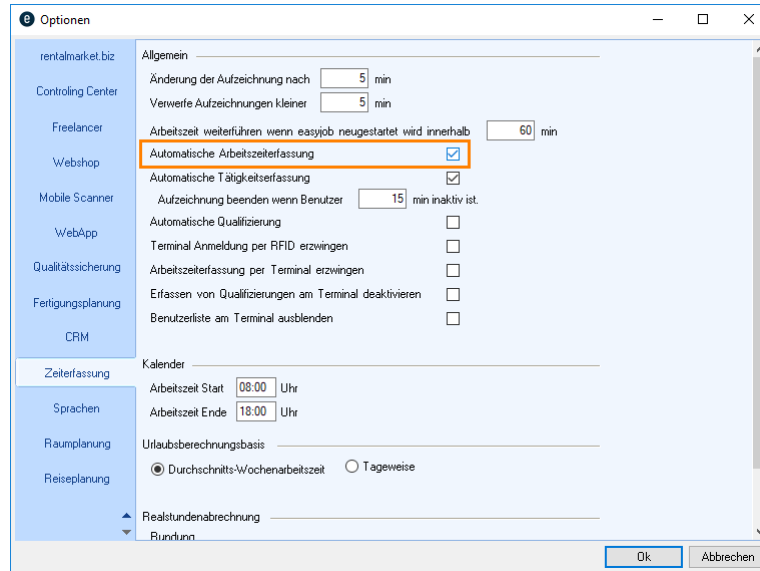 e Optionen
rentalmarket.biz
Controling Center
Freelancer
Webshop
Mobile Scanner
WebApp
Qualitätssicherung
Fertigungsplanung
CRM
Zeiterfassung
Sprachen
Raumplanung
Reiseplanung
Allgemein
Änderung der Aufzeichnung nach 5 min
Verwerfe Aufzeichnungen kleiner 5 min
Arbeitszeit weiterführen wenn easyjob neugestartet wird innerhalb 60 min
Automatische Arbeitszeiterfassung
Automatische Tätigkeitserfassung
Aufzeichnung beenden wenn Benutzer 15 min inaktiv ist.
Automatische Qualifizierung
Terminal Anmeldung per RFID erzwingen
Arbeitszeiterfassung per Terminal erzwingen
Erfassen von Qualifizierungen am Terminal deaktivieren
Benutzerliste am Terminal ausblenden
Kalender
Arbeitszeit Start 08:00 Uhr
Arbeitszeit Ende 18:00 Uhr
Urlaubsberechnungsbasis
Durchschnitts-Wochenarbeitszeit Tageweise
Realstundenabrechnung
Rundung
Ok Abbrechen